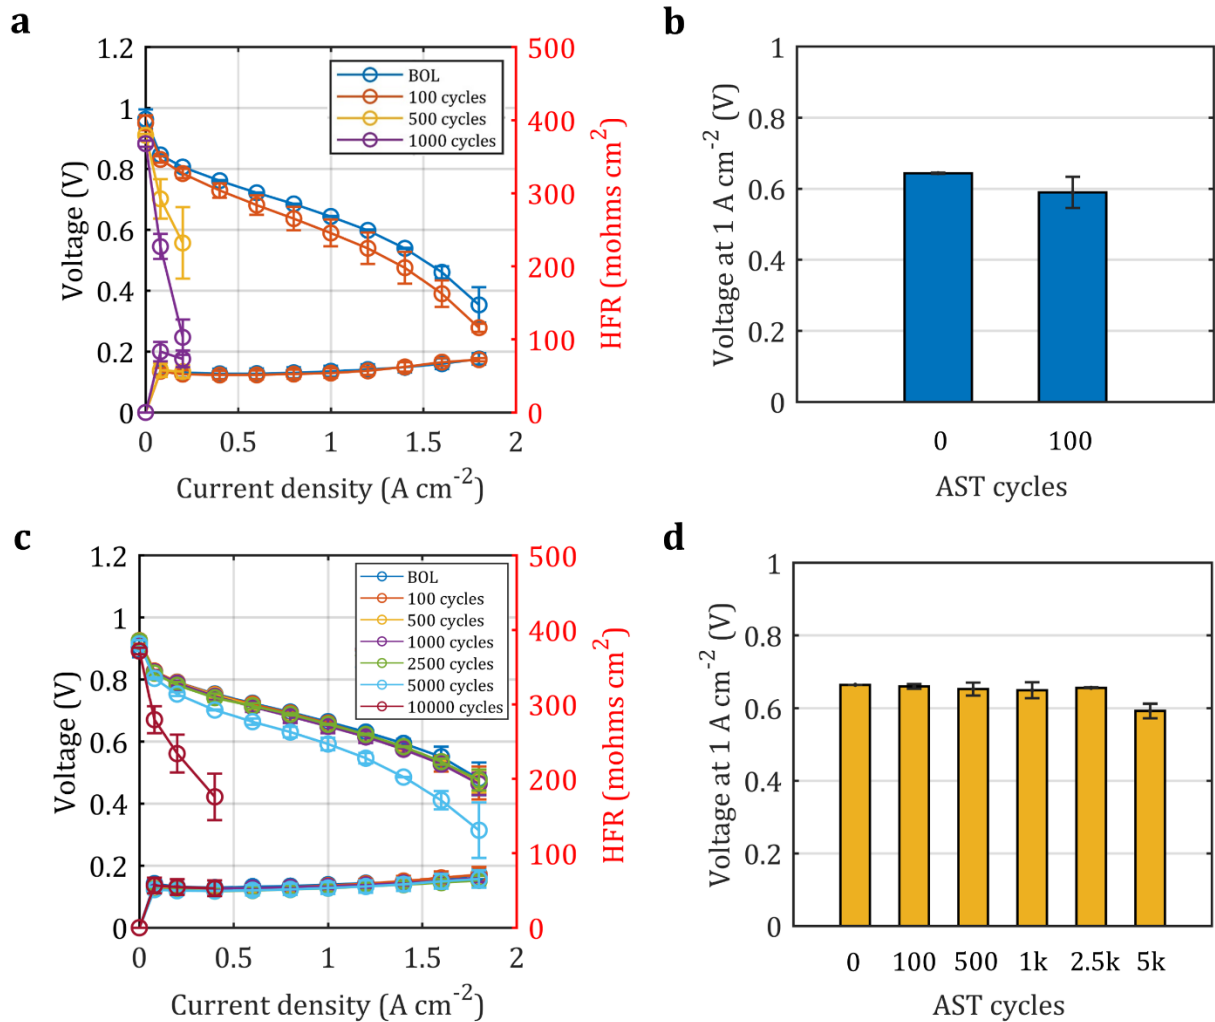 a
1.2
1
0.8
0.6
0.4
0.2
0
Voltage (V)
500
400
300
200
100
0
HFR (mohms cm²)
BOL
100 cycles
500 cycles
1000 cycles
0 0.5 1 1.5 2
Current density (A cm⁻²)
b
1
0.8
0.6
0.4
0.2
0
Voltage at 1 A cm⁻² (V)
0 100
AST cycles
c
1.2
1
0.8
0.6
0.4
0.2
0
Voltage (V)
500
400
300
200
100
0
HFR (mohms cm²)
BOL
100 cycles
500 cycles
1000 cycles
2500 cycles
5000 cycles
10000 cycles
0 0.5 1 1.5 2
Current density (A cm⁻²)
d
1
0.8
0.6
0.4
0.2
0
Voltage at 1 A cm⁻² (V)
0 100 500 1k 2.5k 5k
AST cycles